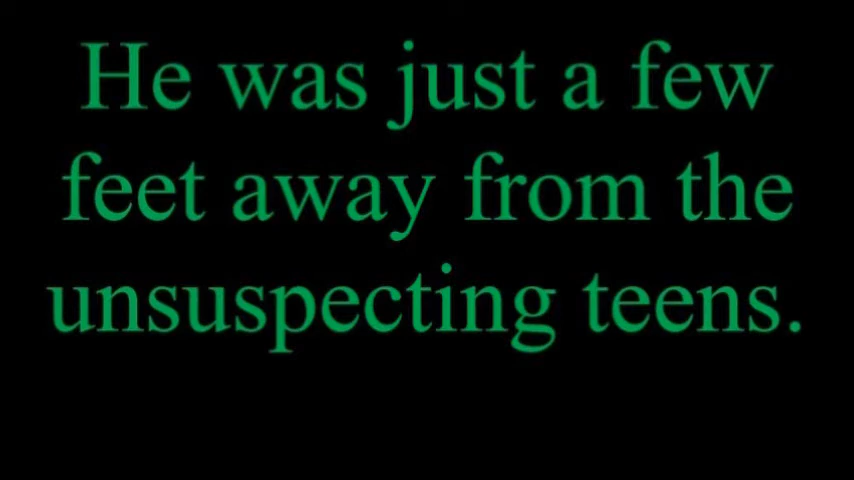 He was just a few
feet away from the
unsuspecting teens.